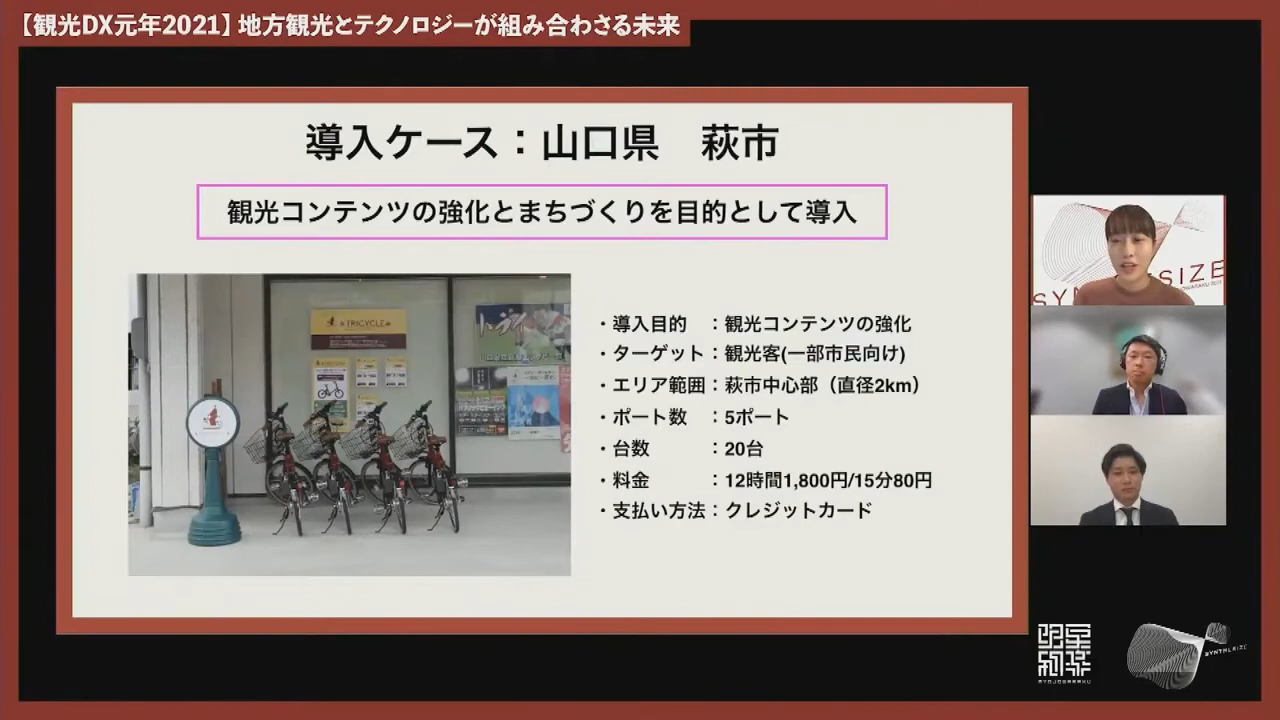 【観光DX元年2021】地方観光とテクノロジーが組み合わさる未来
導入ケース：山口県　萩市
観光コンテンツの強化とまちづくりを目的として導入
TRICYCLE
・導入目的　：観光コンテンツの強化
・ターゲット：観光客(一部市民向け)
・エリア範囲：萩市中心部（直径2km）
・ポート数　：5ポート
・台数　　　：20台
・料金　　　：12時間1,800円/15分80円
・支払い方法：クレジットカード
SYNTHESIZE